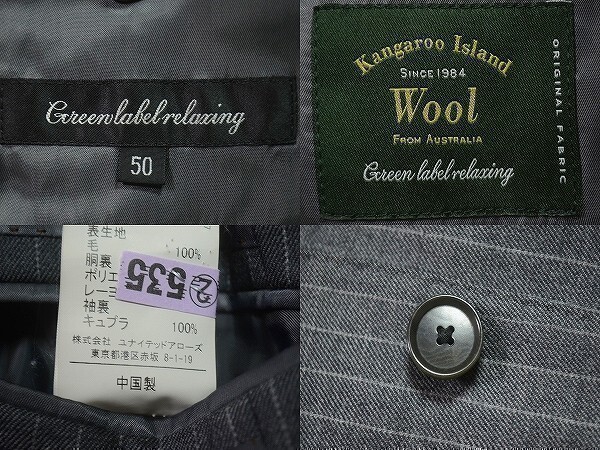 Green label relaxing
50
Kangaroo Island
SINCE 1984
Wool
FROM AUSTRALIA
Green label relaxing
ORIGINAL FABRIC
表生地
毛 100%
胴裏
ポリエ
レーヨ
袖裏
キュプラ 100%
株式会社 ユナイテッドアローズ
東京都港区赤坂 8-1-19
中国製
535